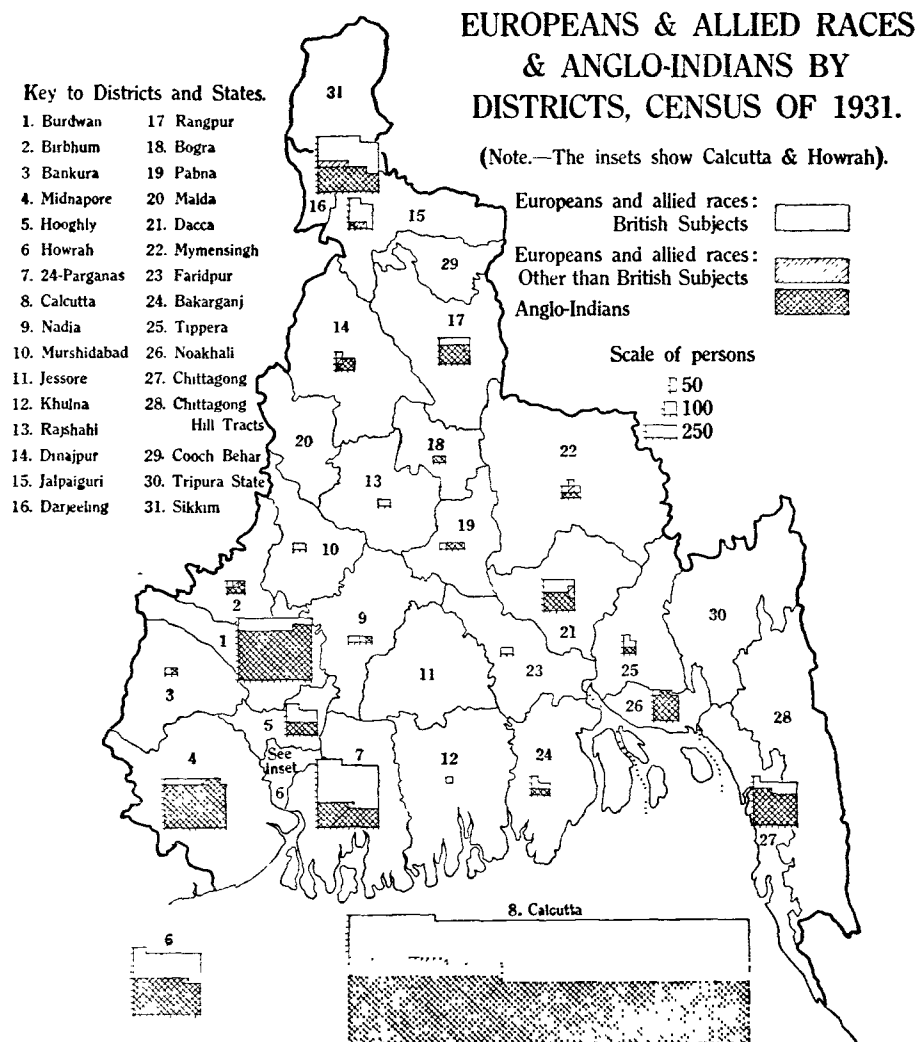 EUROPEANS & ALLIED RACES
& ANGLO-INDIANS BY
DISTRICTS, CENSUS OF 1931.
(Note.—The insets show Calcutta & Howrah).
Key to Districts and States.
1. Burdwan
2. Birbhum
3 Bankura
4. Midnapore
5. Hooghly
6 Howrah
7. 24-Parganas
8. Calcutta
9. Nadia
10. Murshidabad
11. Jessore
12. Khulna
13. Rajshahi
14. Dinajpur
15. Jalpaiguri
16. Darjeeling
17 Rangpur
18. Bogra
19 Pabna
20 Malda
21. Dacca
22. Mymensingh
23 Faridpur
24. Bakarganj
25. Tippera
26. Noakhali
27. Chittagong
28. Chittagong
Hill Tracts
29. Cooch Behar
30. Tripura State
31. Sikkim
Europeans and allied races:
British Subjects
Europeans and allied races:
Other than British Subjects
Anglo-Indians
Scale of persons
50
100
250
31
16
15
29
14
17
20
18
22
13
19
10
2
9
21
30
1
3
11
23
25
26
28
5
4
See
inset
6
7
12
24
27
6
8. Calcutta